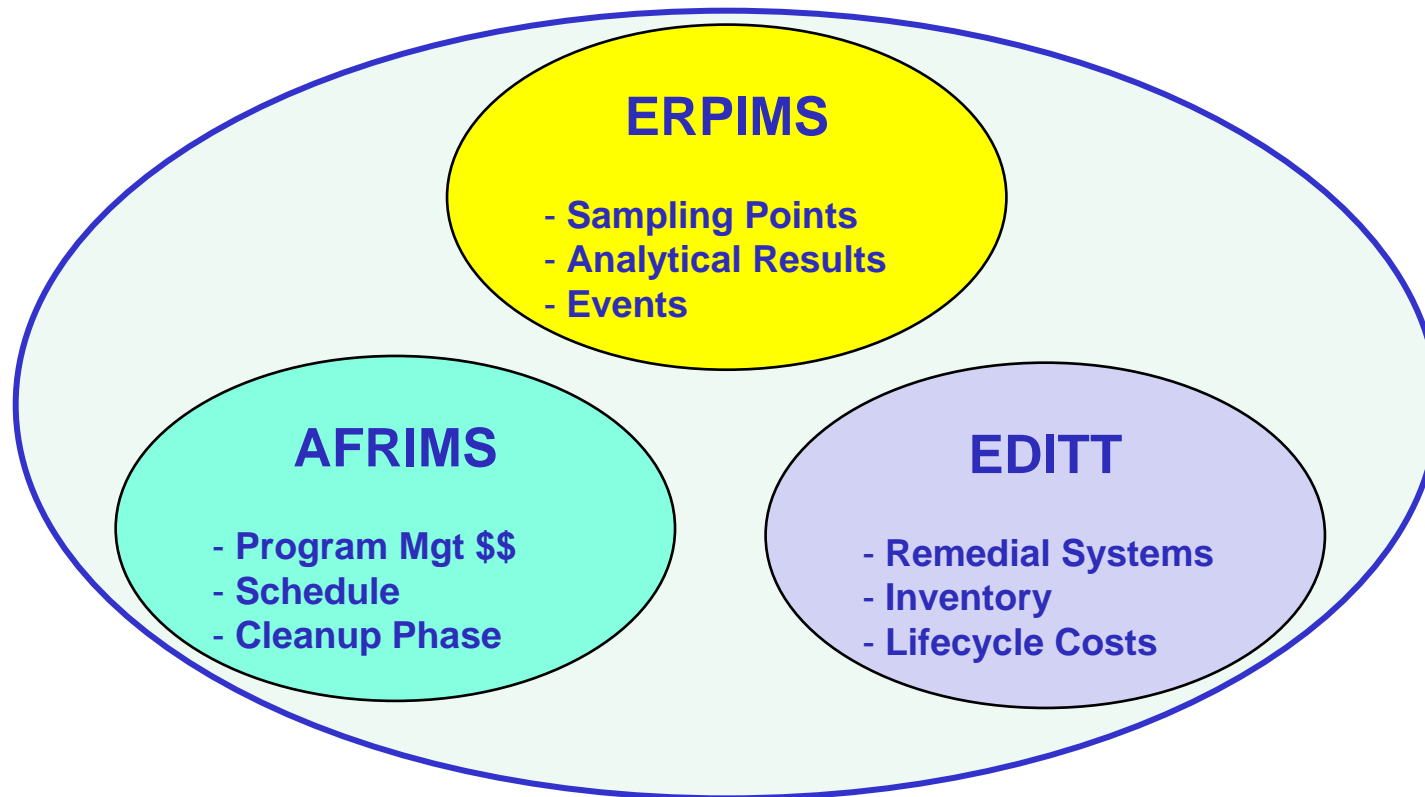 ERPIMS
- Sampling Points
- Analytical Results
- Events
AFRIMS
- Program Mgt $$
- Schedule
- Cleanup Phase
EDITT
- Remedial Systems
- Inventory
- Lifecycle Costs